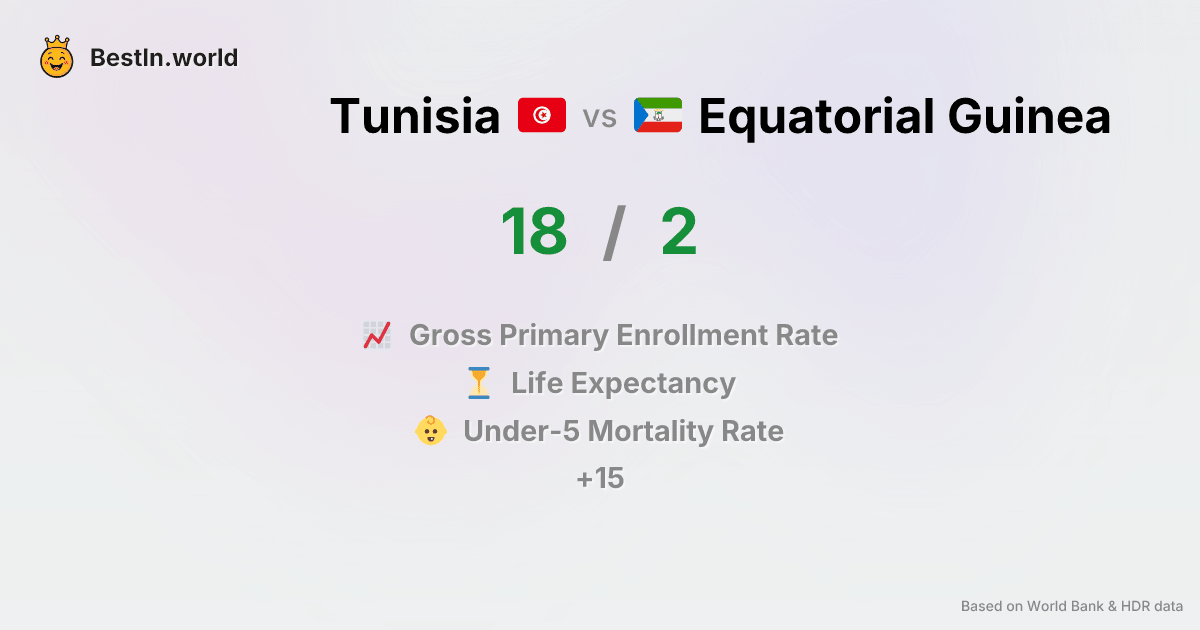 BestIn.world
Tunisia vs Equatorial Guinea
18 / 2
Gross Primary Enrollment Rate
Life Expectancy
Under-5 Mortality Rate
+15
Based on World Bank & HDR data